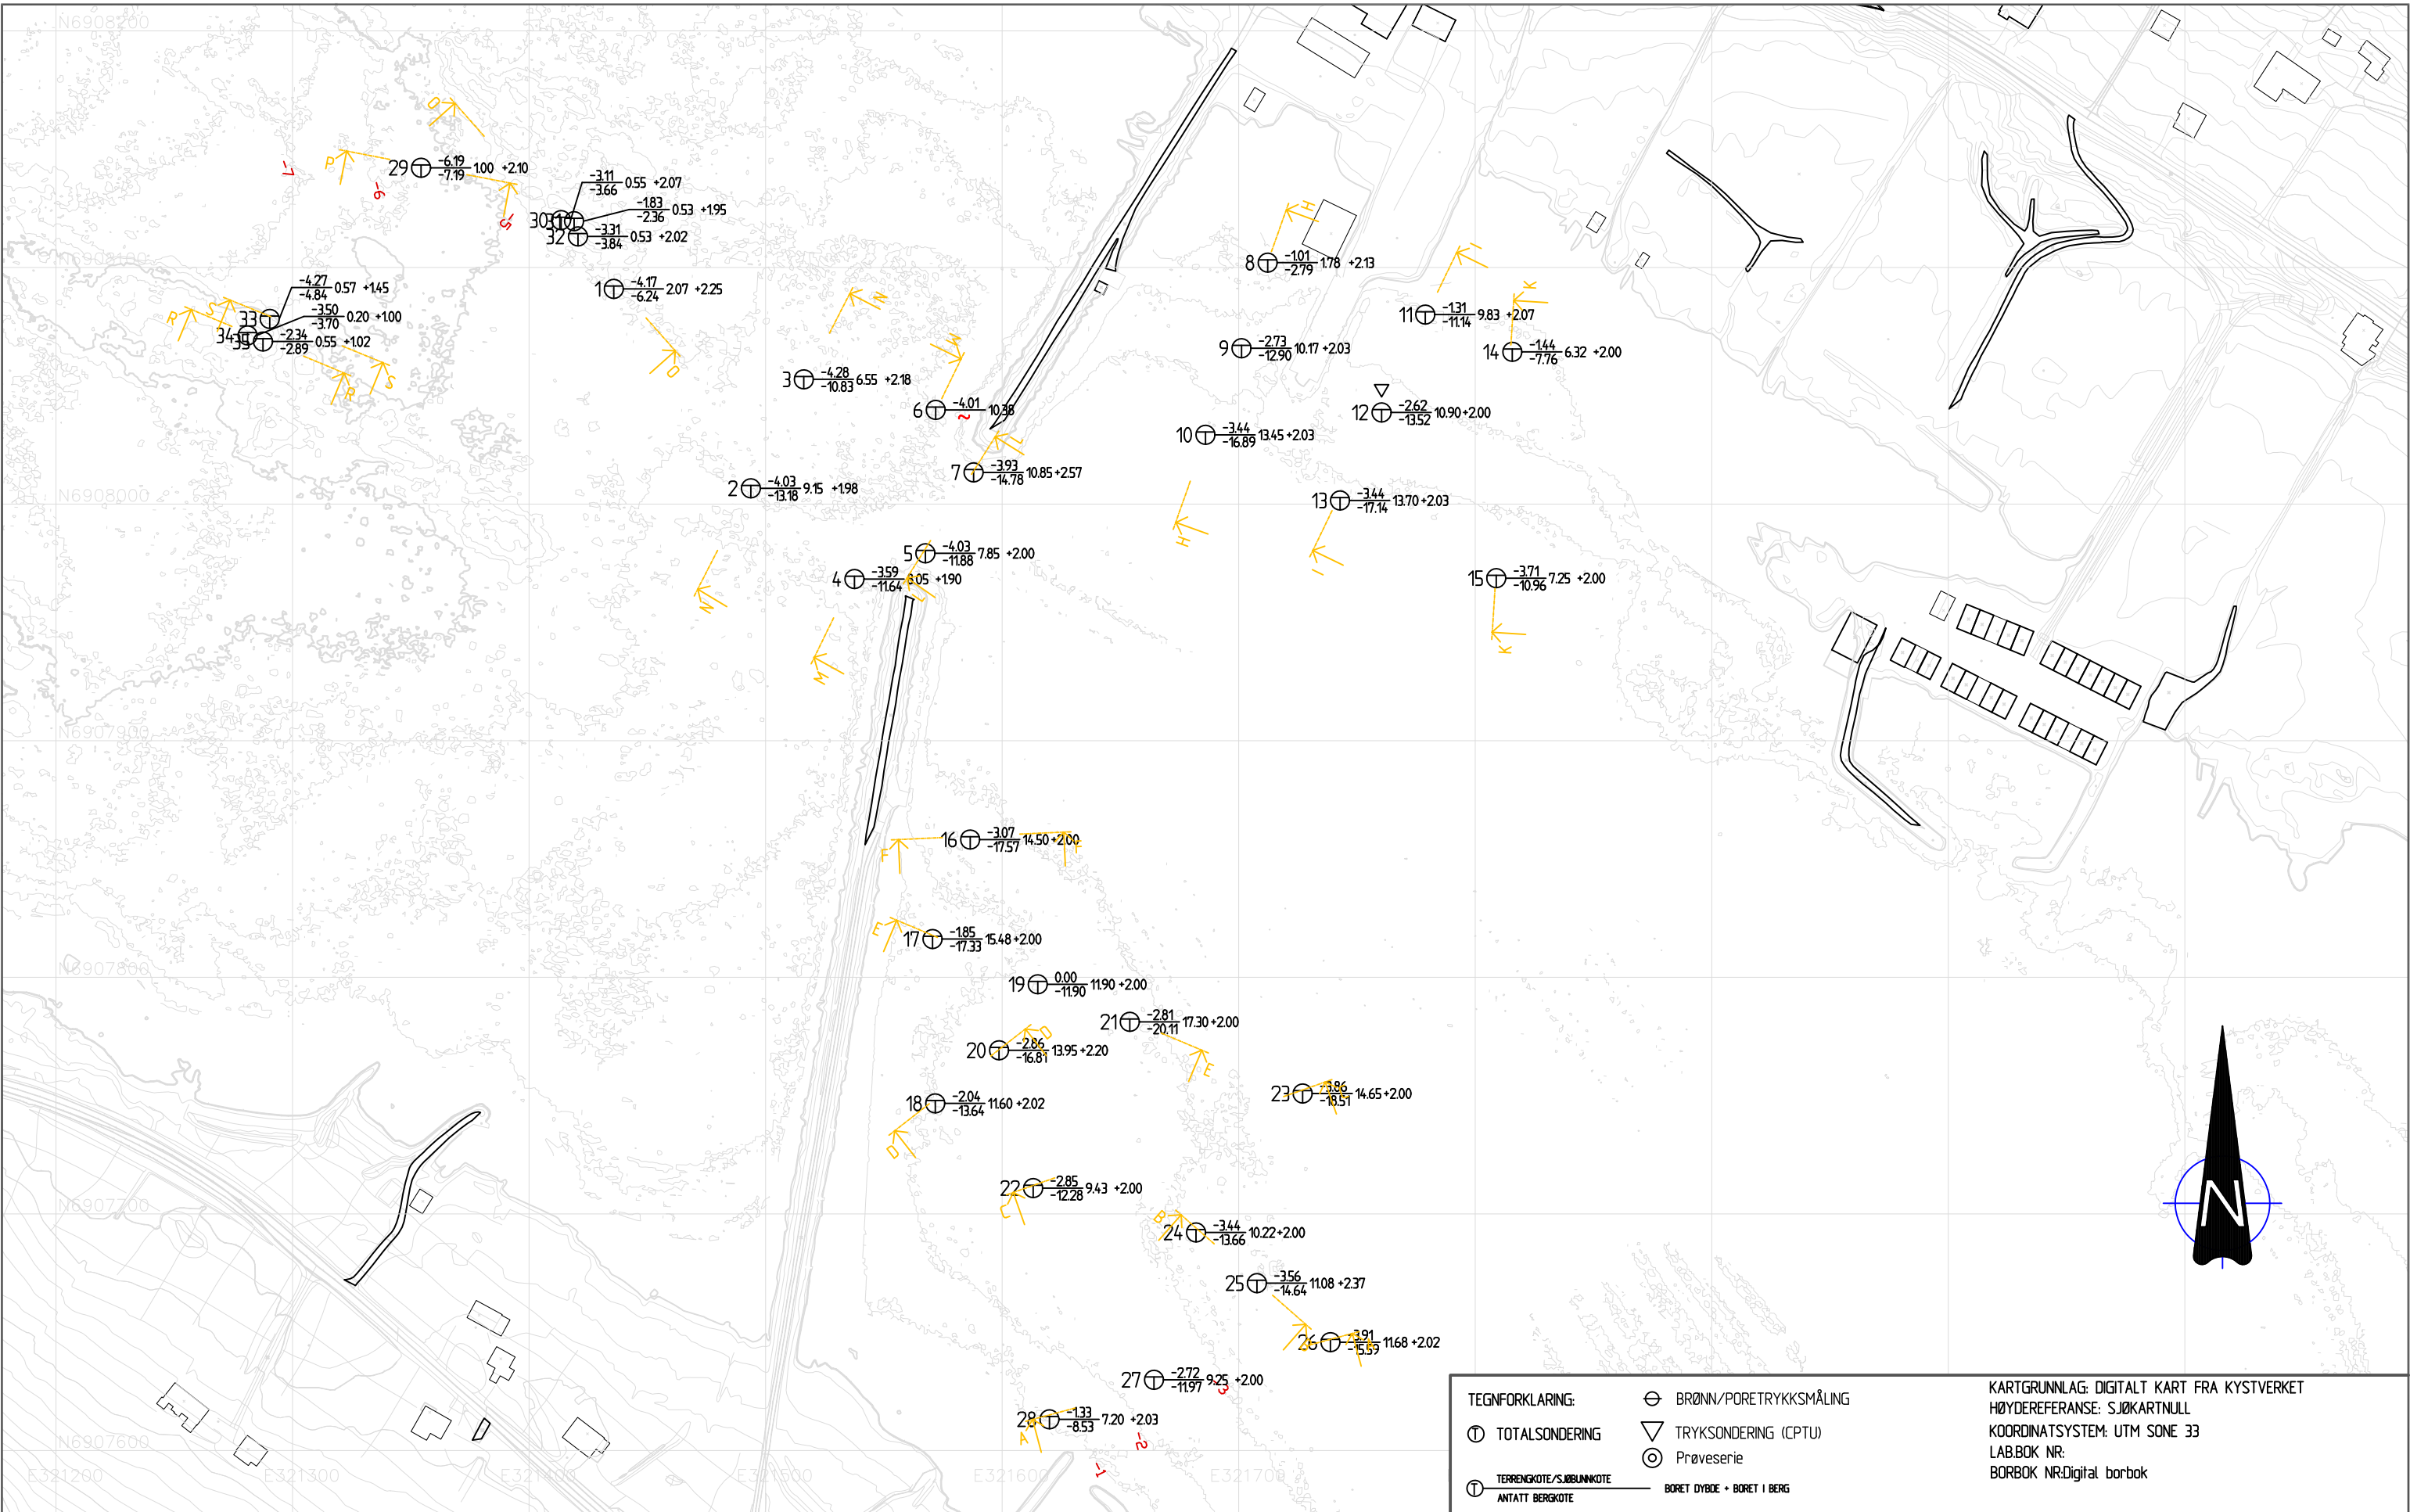 N6908200
O
P
-7
-6
-5
29 -6.19 1.00 +2.10
-7.19
-3.11 0.55 +2.07
-3.66
-1.83 0.53 +1.95
-2.36
30
32 -3.31 0.53 +2.02
-3.84
H
8 -1.01 1.78 +2.13
-2.79
I
K
-4.27 0.57 +1.45
-4.84
1 -4.17 2.07 +2.25
-6.24
N
R
S
33
-3.50 0.20 +1.00
-3.70
34
35 -2.34 0.55 +1.02
-2.89
11 -1.31 9.83 +2.07
-11.14
M
9 -2.73 10.17 +2.03
-12.90
14 -1.44 6.32 +2.00
-7.76
O
S
R
3 -4.28 6.55 +2.18
-10.83
6 -4.01 10.38
12 -2.62 10.90 +2.00
-13.52
10 -3.44 13.45 +2.03
-16.89
L
7 -3.93 10.85 +2.57
-14.78
2 -4.03 9.15 +1.98
-13.18
13 -3.44 13.70 +2.03
-17.14
H
5 -4.03 7.85 +2.00
-11.88
I
4 -3.59 8.05 +1.90
-11.64
L
N
15 -3.71 7.25 +2.00
-10.96
K
M
N6907900
16 -3.07 14.50 +2.00
-17.57
F
F
E
17 -1.85 15.48 +2.00
-17.33
N6907800
19 0.00 11.90 +2.00
-11.90
21 -2.81 17.30 +2.00
-20.11
D
20 -2.86 13.95 +2.20
-16.81
E
23 -3.86 14.65 +2.00
-18.51
18 -2.04 11.60 +2.02
-13.64
D
22 -2.85 9.43 +2.00
-12.28
C
N6907700
B
24 -3.44 10.22 +2.00
-13.66
N
25 -3.56 11.08 +2.37
-14.64
26 -3.91 11.68 +2.02
-15.59
B
27 -2.72 9.25 +2.00
-11.97
-3
28 -1.33 7.20 +2.03
-8.53
A
-2
-1
N6907600
E321200
E321300
E321400
E321500
E321600
E321700
TEGNFORKLARING:
BRØNN/PORETRYKKSMÅLING
TOTALSONDERING
TRYKSONDERING (CPTU)
Prøveserie
TERRENGKOTE/SJØBUNNKOTE
ANTATT BERGKOTE
BORET DYBDE + BORET I BERG
KARTGRUNNLAG: DIGITALT KART FRA KYSTVERKET
HØYDEREFERANSE: SJØKARTNULL
KOORDINATSYSTEM: UTM SONE 33
LAB.BOK NR:
BORBOK NR:Digital borbok